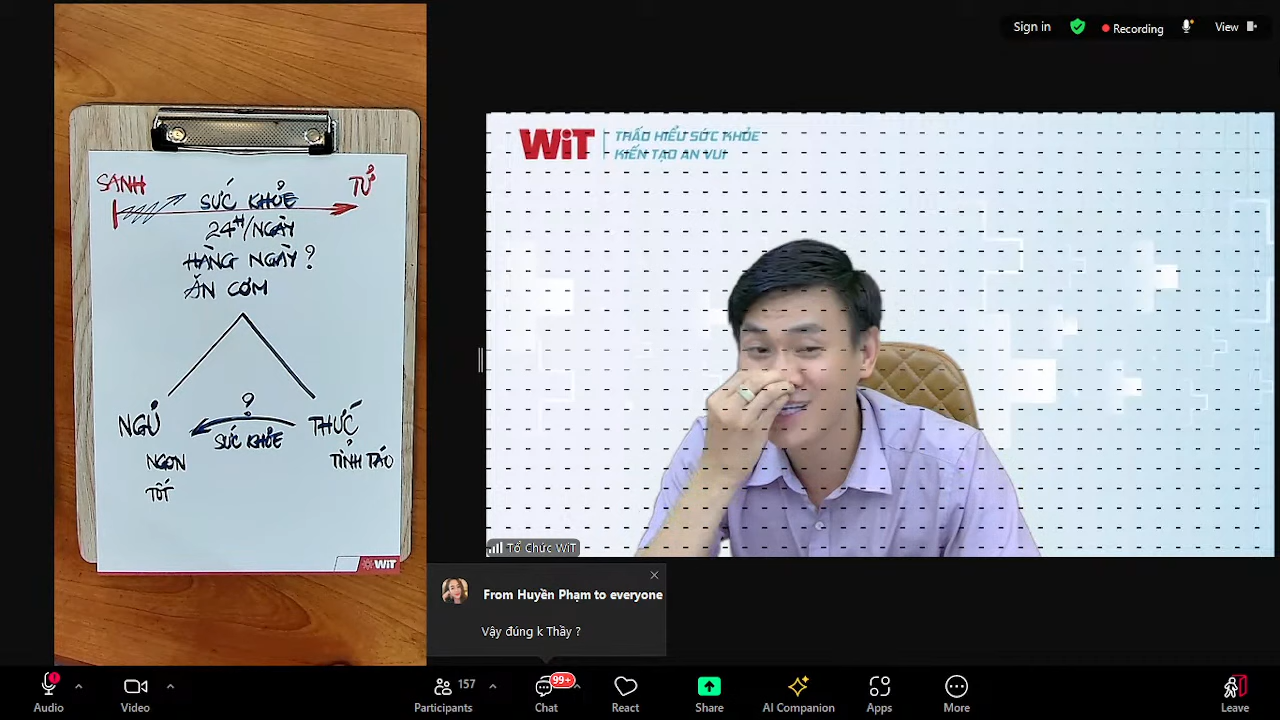 Sign in
Recording
View
SANH
TỬ
SỨC KHỎE
24H/NGÀY
HÀNG NGÀY ?
ĂN CƠM
NGỦ
?
THỨC
SỨC KHỎE
NGON
TỈNH TÁO
TỐT
WiT
WiT
THẤU HIỂU SỨC KHỎE
KIẾN TẠO AN VUI
Tổ Chức WiT
From Huyền Phạm to everyone
Vậy đúng k Thầy ?
Audio
Video
157
Participants
99+
Chat
React
Share
AI Companion
Apps
More
Leave